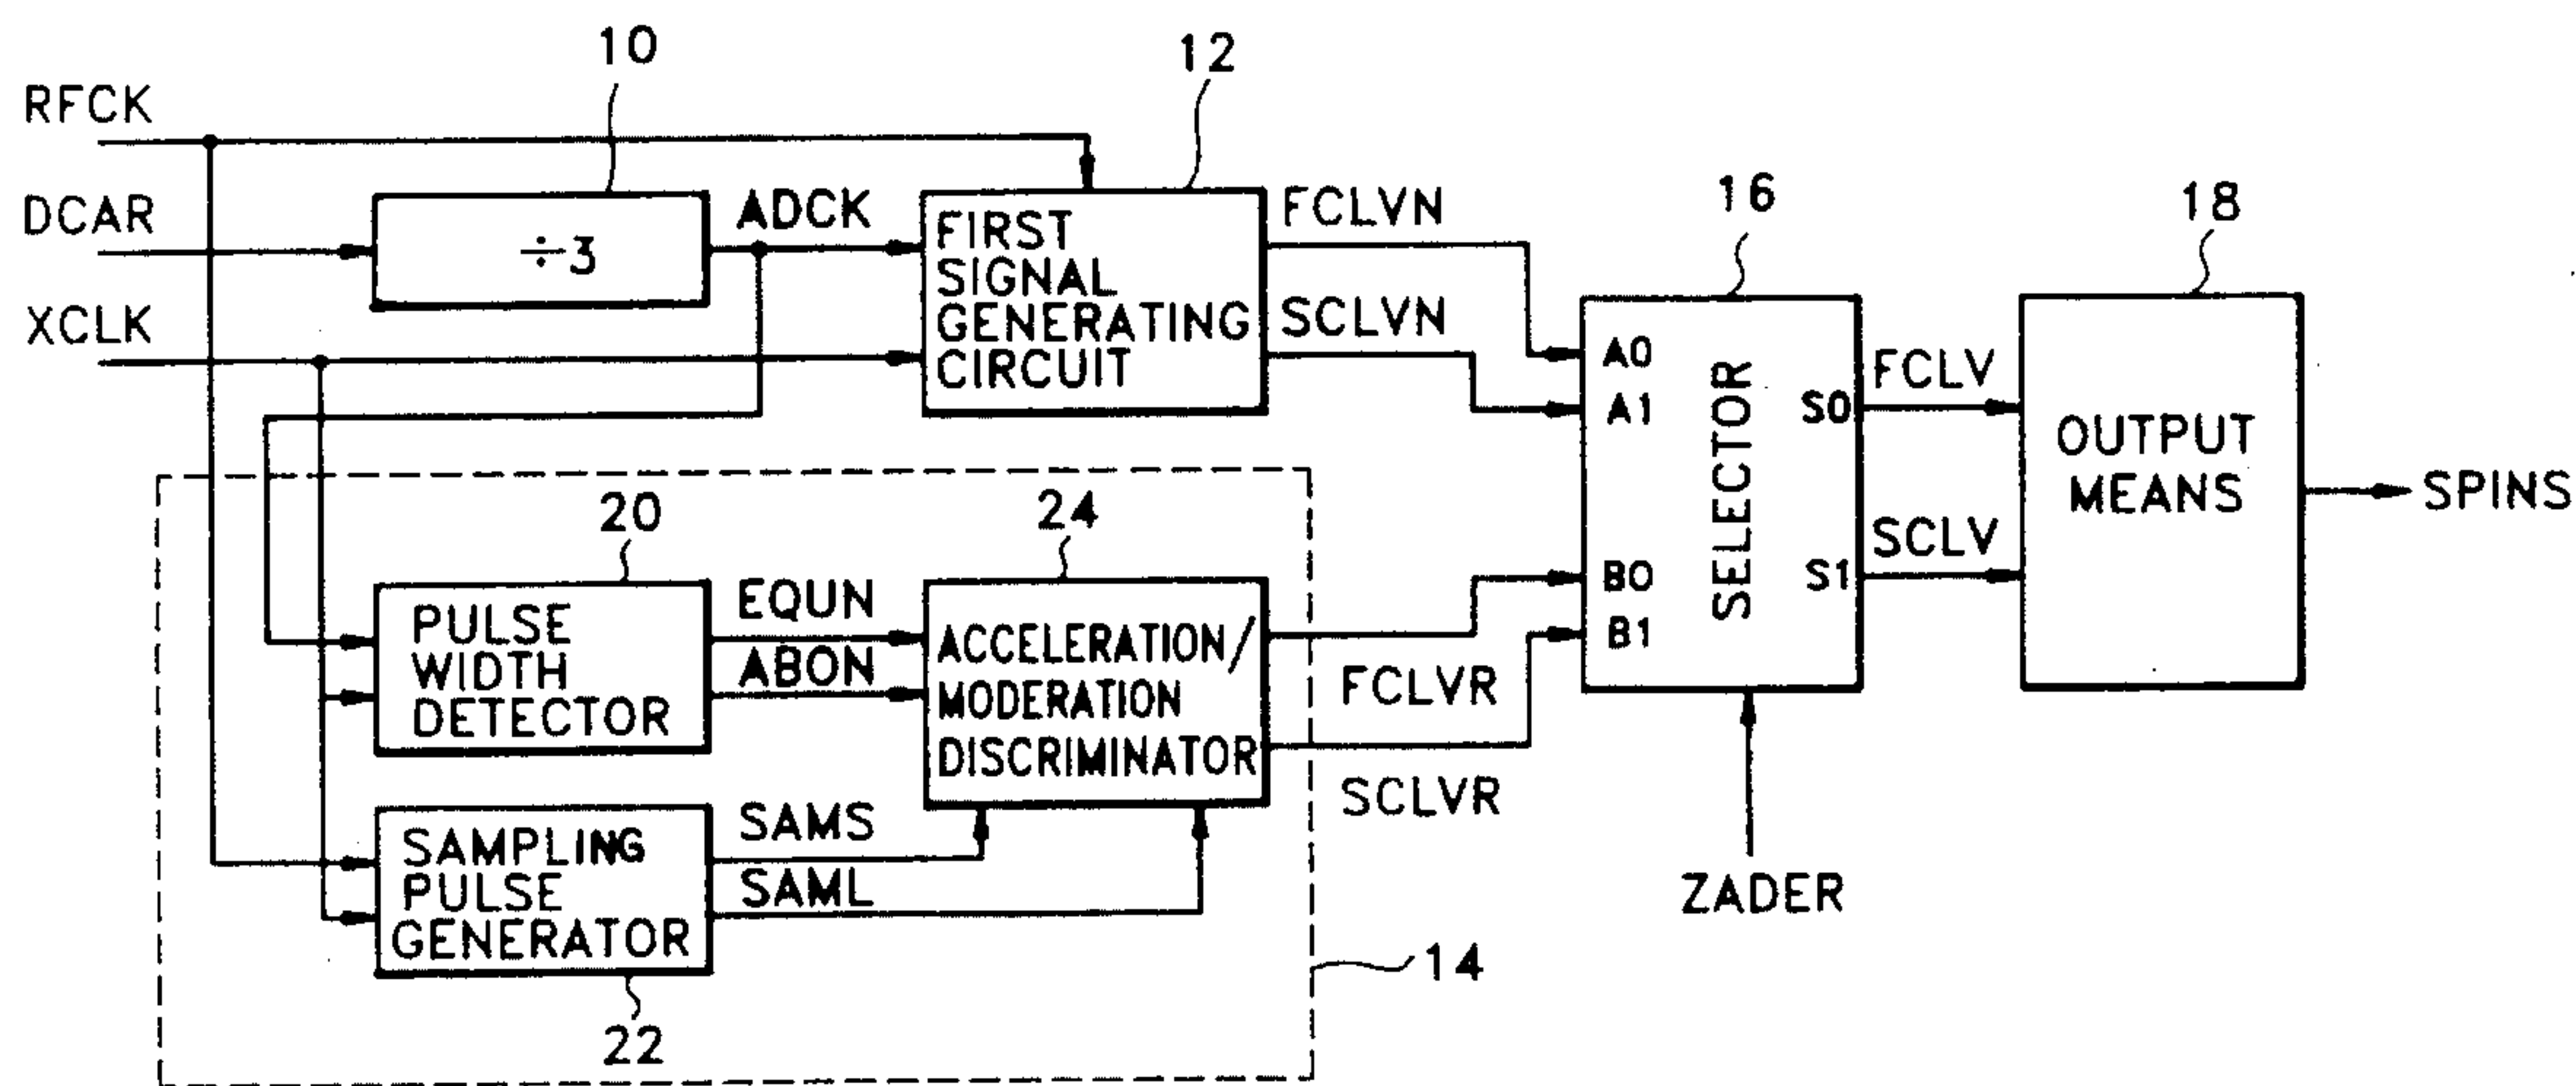 10
12
RFCK
16
18
DCAR
ADCK
FCLVN
÷3
FIRST
SIGNAL
GENERATING
CIRCUIT
XCLK
SCLVN
A0
A1
B0
B1
SELECTOR
S0
S1
FCLV
SCLV
OUTPUT
MEANS
SPINS
20
24
PULSE
WIDTH
DETECTOR
EQUN
ABON
ACCELERATION/
MODERATION
DISCRIMINATOR
FCLVR
SCLVR
SAMPLING
PULSE
GENERATOR
SAMS
SAML
ZADER
14
22